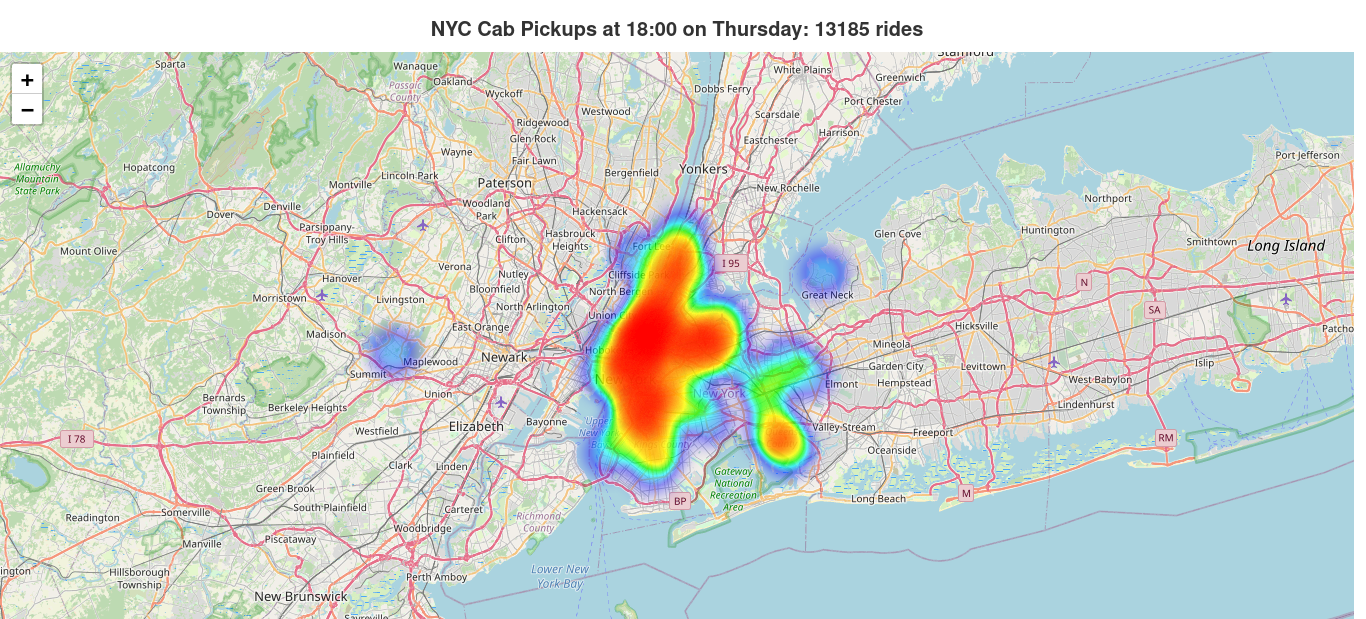 NYC Cab Pickups at 18:00 on Thursday: 13185 rides
+
−
Sparta
Wanaque
Stamford
Oakland
White Plains
Greenwich
Passaic
County
Wyckoff
Dobbs Ferry
Port Chester
Westwood
Scarsdale
Ridgewood
Harrison
Glen Rock
Eastchester
Wayne
Fair Lawn
Port Jefferson
Allamuchy
Mountain
State Park
Hopatcong
Lincoln Park
Bergenfield
Yonkers
Montville
Paterson
New Rochelle
Northport
Denville
Woodland
Park
Hackensack
Dover
Parsippany-
Troy Hills
Hasbrouck
Heights
Glen Cove
Huntington
Clifton
Smithtown
Long Island
Mount Olive
Fort Lee
I 95
Verona
Nutley
Cliffside Park
Hanover
Bloomfield
North Bergen
Great Neck
N
Morristown
Livingston
North Arlington
SA
Union C
Madison
East Orange
Hicksville
Patcho
Mineola
Hobo
Newark
Maplewood
Garden City
Levittown
Islip
Summit
Elmont
Hempstead
West Babylon
New York
Union
Bernards
Township
Berkeley Heights
Lindenhurst
Bayonne
Upper
New
Ba
Elizabeth
Valley Stream
Freeport
Westfield
I 78
RM
County
Oceanside
Plainfield
Clark
Linden
Gateway
National
Recreation
Area
Green Brook
M
Long Beach
BP
South Plainfield
Carteret
Somerville
Readington
Richmond
County
Woodbridge
Manville
Piscataway
ington
Hillsborough
Township
Perth Amboy
Lower New
York Bay
New Brunswick
Sayreville